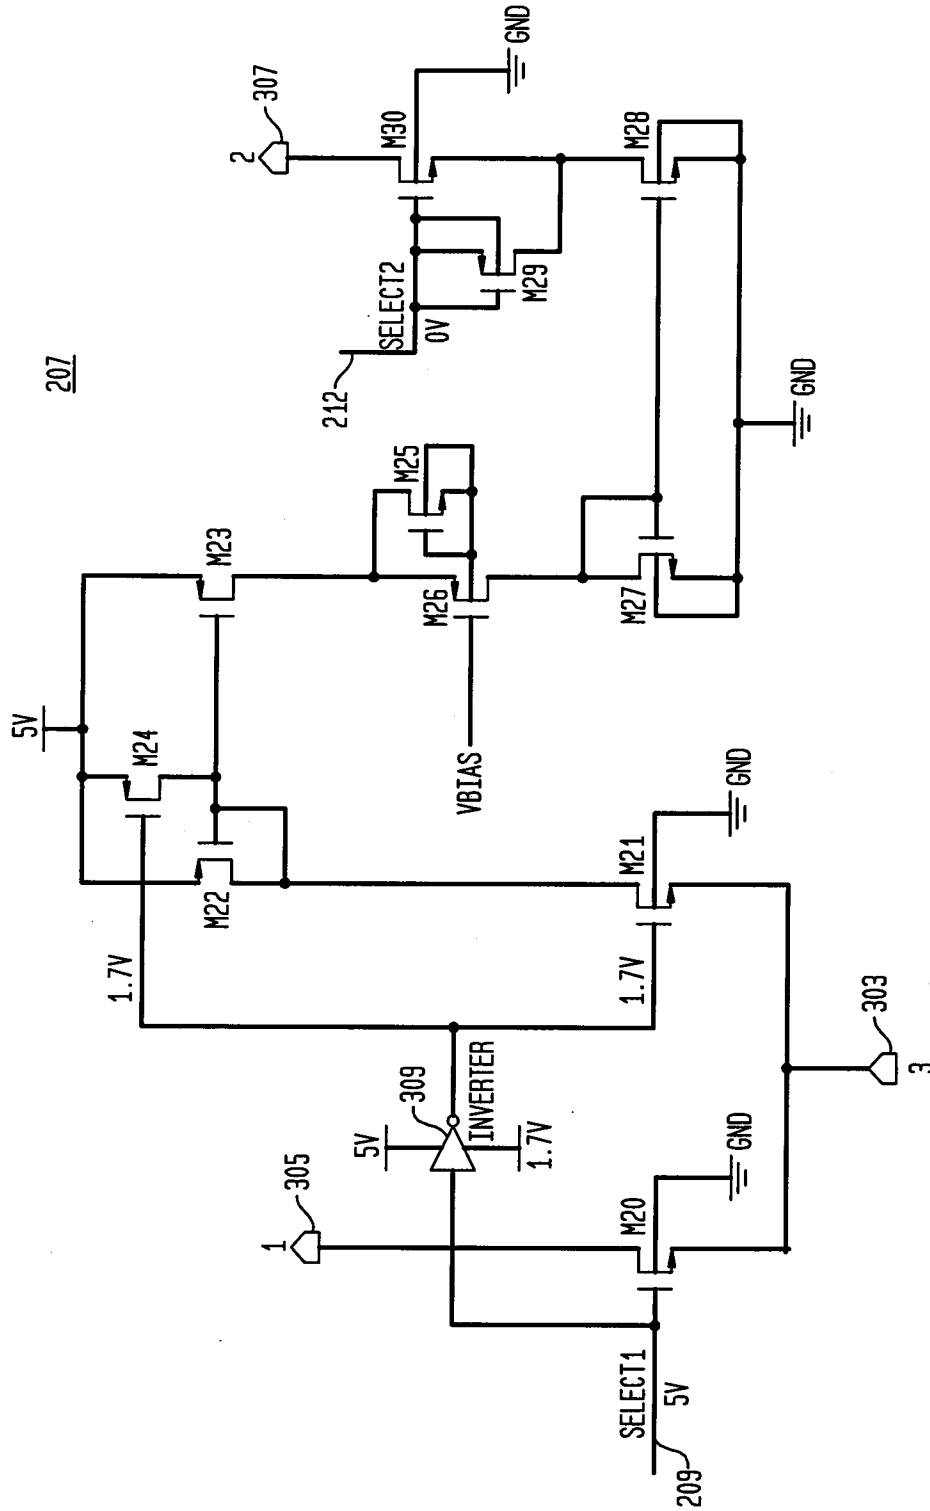 207
5V
M24
M23
M22
1.7V
M25
M26
VBIAS
M27
M28
GND
SELECT2
0V
212
M29
M30
2
307
GND
1
305
5V
309
INVERTER
1.7V
1.7V
M21
GND
M20
GND
SELECT1
5V
209
3
303